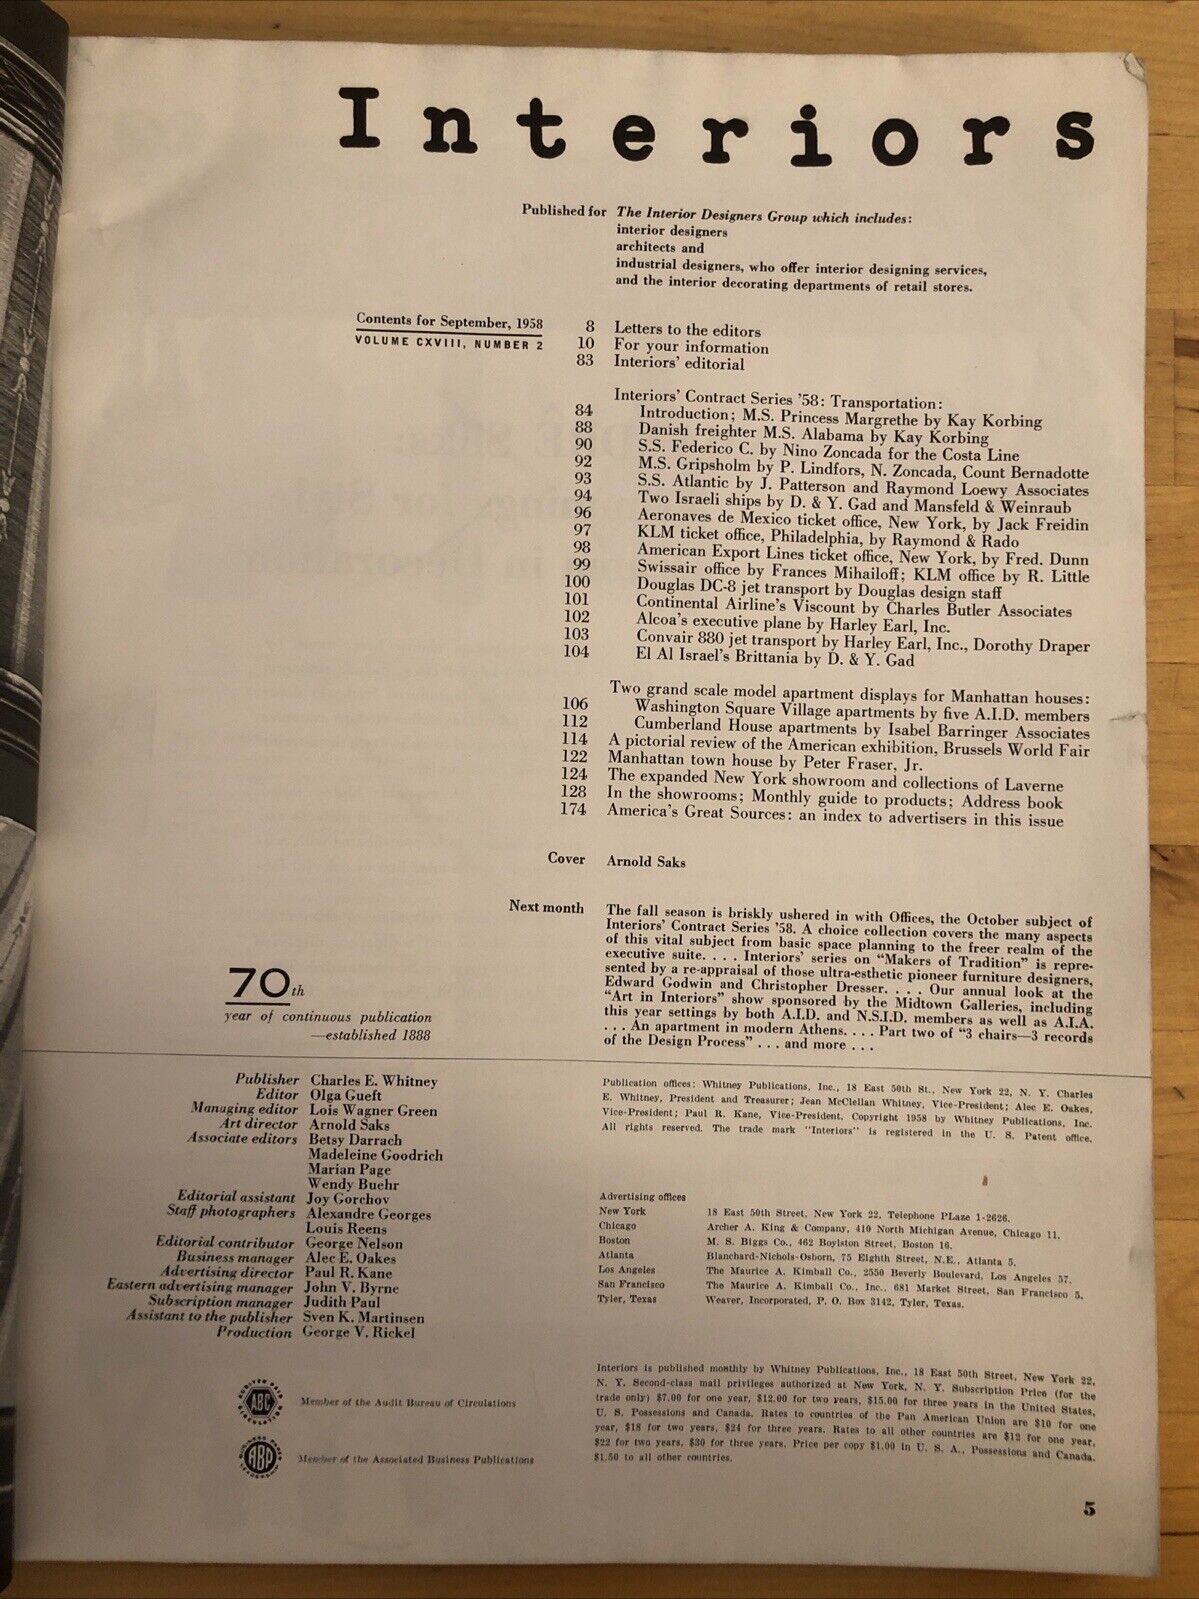 Interiors
Published for The Interior Designers Group which includes:
interior designers
architects and
industrial designers, who offer interior designing services,
and the interior decorating departments of retail stores.
Contents for September, 1958
VOLUME CXVIII, NUMBER 2
8 Letters to the editors
10 For your information
83 Interiors' editorial
Interiors' Contract Series '58: Transportation:
84 Introduction; M.S. Princess Margrethe by Kay Korbing
88 Danish freighter M.S. Alabama by Kay Korbing
90 S.S. Federico C. by Nino Zoncada for the Costa Line
92 M.S. Gripsholm by P. Lindfors, N. Zoncada, Count Bernadotte
93 S.S. Atlantic by J. Patterson and Raymond Loewy Associates
94 Two Israeli ships by D. & Y. Gad and Mansfeld & Weinraub
96 Aeronaves de Mexico ticket office, New York, by Jack Freidin
97 KLM ticket office, Philadelphia, by Raymond & Rado
98 American Export Lines ticket office, New York, by Fred. Dunn
99 Swissair office by Frances Mihailoff; KLM office by R. Little
100 Douglas DC-8 jet transport by Douglas design staff
101 Continental Airline's Viscount by Charles Butler Associates
102 Alcoa's executive plane by Harley Earl, Inc.
103 Convair 880 jet transport by Harley Earl, Inc., Dorothy Draper
104 El Al Israel's Brittania by D. & Y. Gad
Two grand scale model apartment displays for Manhattan houses:
106 Washington Square Village apartments by five A.I.D. members
112 Cumberland House apartments by Isabel Barringer Associates
114 A pictorial review of the American exhibition, Brussels World Fair
122 Manhattan town house by Peter Fraser, Jr.
124 The expanded New York showroom and collections of Laverne
128 In the showrooms; Monthly guide to products; Address book
174 America's Great Sources: an index to advertisers in this issue
Cover Arnold Saks
Next month The fall season is briskly ushered in with Offices, the October subject of
Interiors' Contract Series '58. A choice collection covers the many aspects
of this vital subject from basic space planning to the freer realm of the
executive suite. . . . Interiors' series on "Makers of Tradition" is repre-
sented by a re-appraisal of those ultra-esthetic pioneer furniture designers,
Edward Godwin and Christopher Dresser. . . . Our annual look at the
"Art in Interiors" show sponsored by the Midtown Galleries, including
this year settings by both A.I.D. and N.S.I.D. members as well as A.I.A.
. . . An apartment in modern Athens. . . . Part two of "3 chairs—3 records
of the Design Process" . . . and more . . .
70th
year of continuous publication
—established 1888
Publisher Charles E. Whitney
Editor Olga Gueft
Managing editor Lois Wagner Green
Art director Arnold Saks
Associate editors Betsy Darrach
Madeleine Goodrich
Marian Page
Wendy Buehr
Editorial assistant Joy Gorchov
Staff photographers Alexandre Georges
Louis Reens
Editorial contributor George Nelson
Business manager Alec E. Oakes
Advertising director Paul R. Kane
Eastern advertising manager John V. Byrne
Subscription manager Judith Paul
Assistant to the publisher Sven K. Martinsen
Production George V. Rickel
ABC Member of the Audit Bureau of Circulations
ABP Member of the Associated Business Publications
Publication offices: Whitney Publications, Inc., 18 East 50th St., New York 22, N. Y. Charles
E. Whitney, President and Treasurer; Jean McClellan Whitney, Vice-President; Alec E. Oakes,
Vice-President; Paul R. Kane, Vice-President. Copyright 1958 by Whitney Publications, Inc.
All rights reserved. The trade mark "Interiors" is registered in the U. S. Patent office.
Advertising offices
New York 18 East 50th Street, New York 22, Telephone PLaze 1-2626.
Chicago Archer A. King & Company, 410 North Michigan Avenue, Chicago 11.
Boston M. S. Biggs Co., 462 Boylston Street, Boston 16.
Atlanta Blanchard-Nichols-Osborn, 75 Eighth Street, N.E., Atlanta 5.
Los Angeles The Maurice A. Kimball Co., 2550 Beverly Boulevard, Los Angeles 57.
San Francisco The Maurice A. Kimball Co., Inc., 681 Market Street, San Francisco 5.
Tyler, Texas Weaver, Incorporated, P. O. Box 3142, Tyler, Texas.
Interiors is published monthly by Whitney Publications, Inc., 18 East 50th Street, New York 22,
N. Y. Second-class mail privileges authorized at New York, N. Y. Subscription Price (for the
trade only) $7.00 for one year, $12.00 for two years, $15.00 for three years in the United States,
U. S. Possessions and Canada. Rates to countries of the Pan American Union are $10 for one
year, $18 for two years, $24 for three years. Rates to all other countries are $12 for one year,
$22 for two years, $30 for three years. Price per copy $1.00 in U. S. A., Possessions and Canada.
$1.50 to all other countries.
5